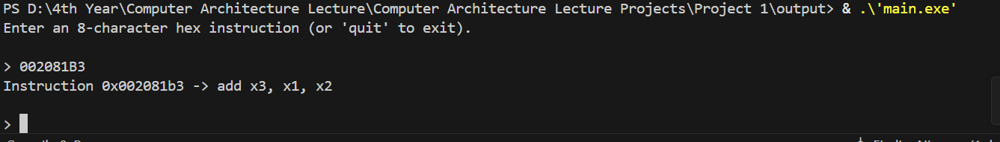 PS D:\4th Year\Computer Architecture Lecture\Computer Architecture Lecture Projects\Project 1\output> & .\'main.exe'
Enter an 8-character hex instruction (or 'quit' to exit).
> 002081B3
Instruction 0x002081b3 -> add x3, x1, x2
>